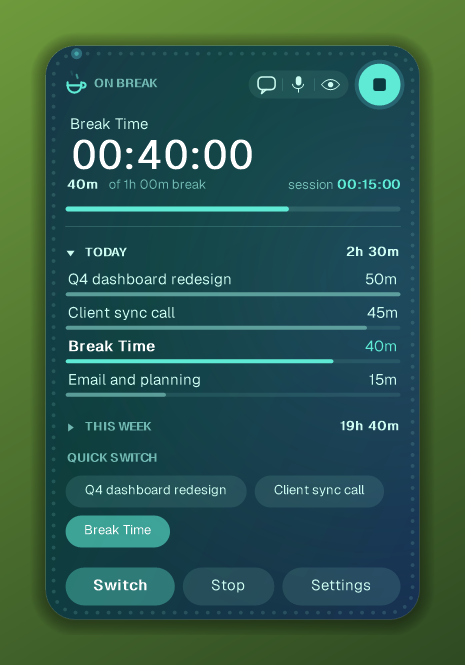 ON BREAK
Break Time
00:40:00
40m of 1h 00m break session 00:15:00
TODAY 2h 30m
Q4 dashboard redesign 50m
Client sync call 45m
Break Time 40m
Email and planning 15m
THIS WEEK 19h 40m
QUICK SWITCH
Q4 dashboard redesign Client sync call
Break Time
Switch Stop Settings